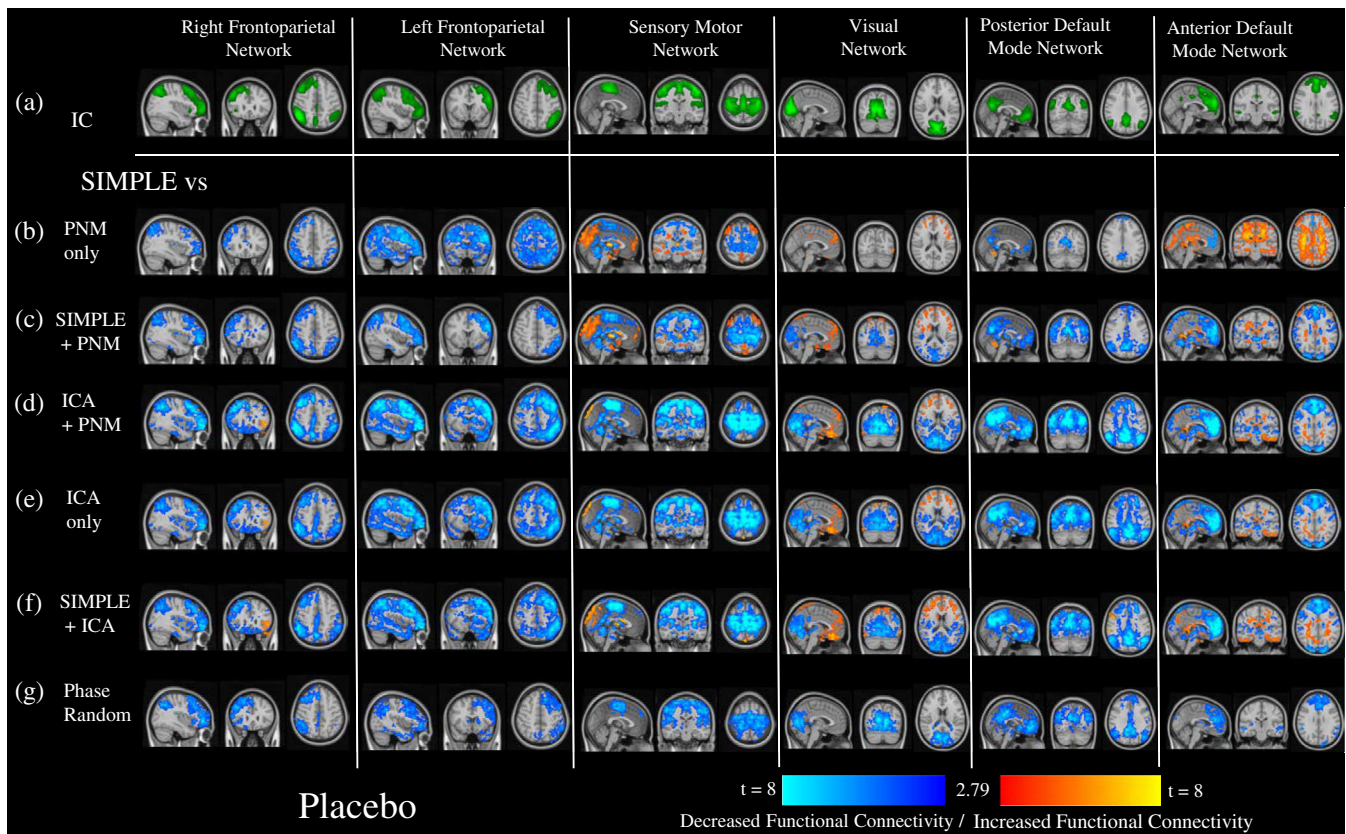 Right Frontoparietal
Network
Left Frontoparietal
Network
Sensory Motor
Network
Visual
Network
Posterior Default
Mode Network
Anterior Default
Mode Network
(a)
IC
SIMPLE vs
(b)
PNM
only
(c)
SIMPLE
+ PNM
(d)
ICA
+ PNM
(e)
ICA
only
(f)
SIMPLE
+ ICA
(g)
Phase
Random
Placebo
t = 8
2.79
t = 8
Decreased Functional Connectivity / Increased Functional Connectivity